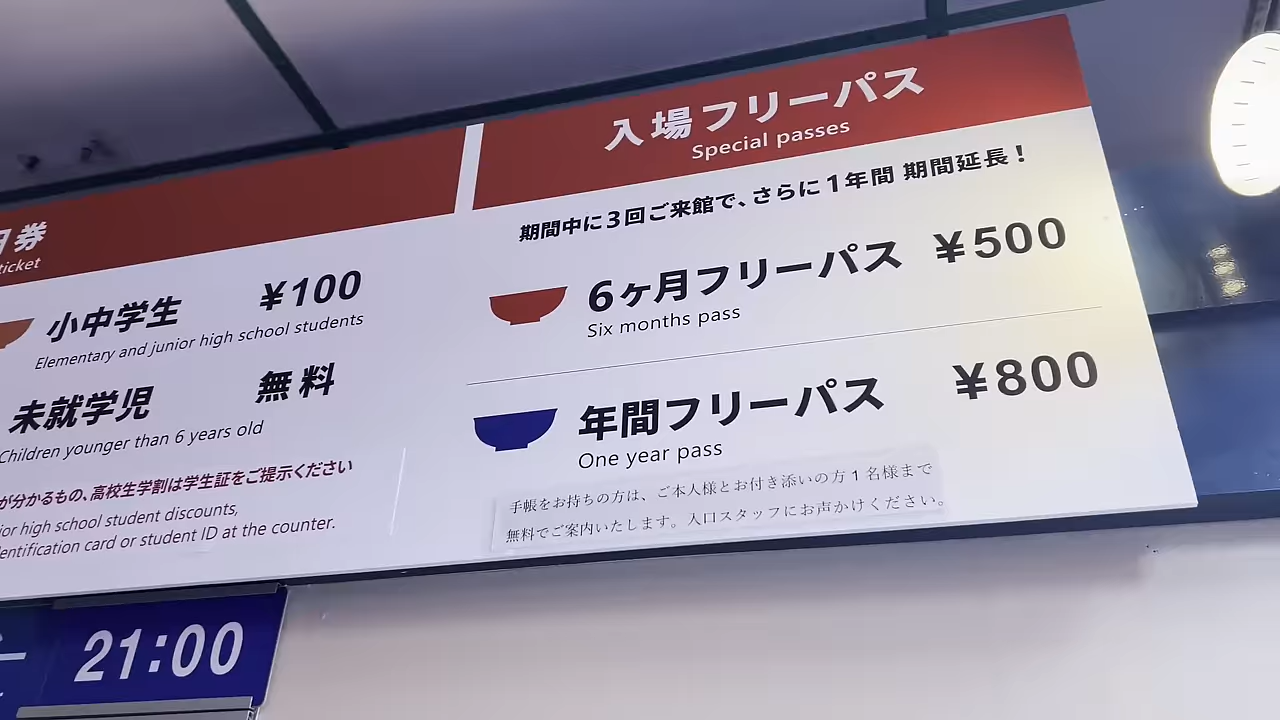 券
ticket
小中学生 ¥100
Elementary and junior high school students
未就学児 無料
Children younger than 6 years old
が分かるもの、高校生学割は学生証をご提示ください
high school student discounts,
card or student ID at the counter.
入場フリーパス
Special passes
期間中に3回ご来館で、さらに1年間 期間延長!
6ヶ月フリーパス ¥500
Six months pass
年間フリーパス ¥800
One year pass
手帳をお持ちの方は、ご本人様とお付き添いの方1名様まで
無料でご案内いたします。入口スタッフにお声かけください。
21:00